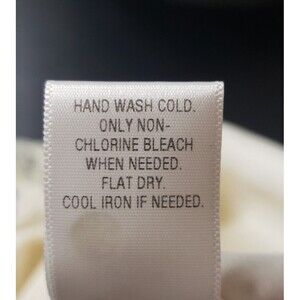 HAND WASH COLD.
ONLY NON-
CHLORINE BLEACH
WHEN NEEDED.
FLAT DRY.
COOL IRON IF NEEDED.